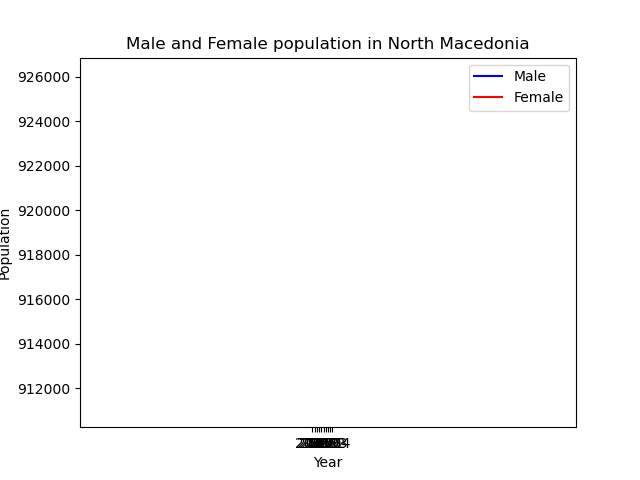 Male and Female population in North Macedonia
Male
Female
926000
924000
922000
920000
918000
916000
914000
912000
Population
Year